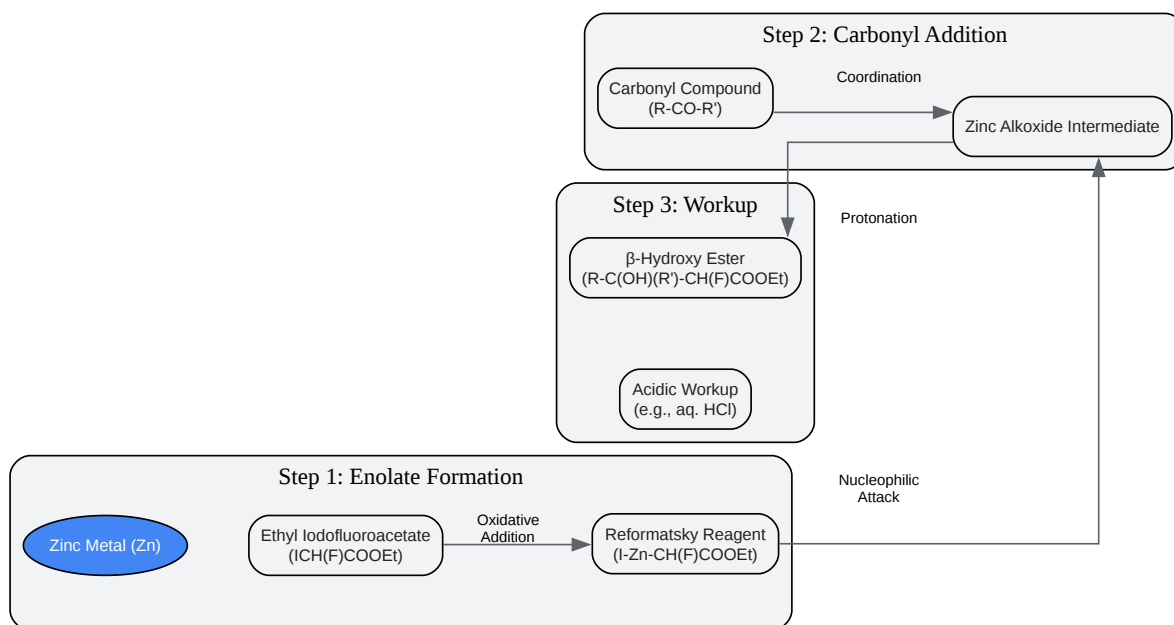 Step 2: Carbonyl Addition
Carbonyl Compound
(R-CO-R')
Coordination
Zinc Alkoxide Intermediate
Step 3: Workup
Protonation
β-Hydroxy Ester
(R-C(OH)(R')-CH(F)COOEt)
Acidic Workup
(e.g., aq. HCl)
Step 1: Enolate Formation
Zinc Metal (Zn)
Ethyl Iodofluoroacetate
(ICH(F)COOEt)
Oxidative
Addition
Reformatsky Reagent
(I-Zn-CH(F)COOEt)
Nucleophilic
Attack